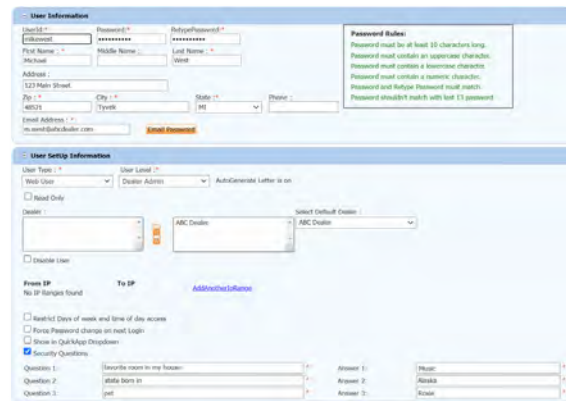 User Information
UserId:* Password:* RetypePassword:*
mikewest
First Name : * Middle Name : Last Name : *
Michael West
Address :
123 Main Street
Zip : * City : * State : * Phone :
48521 MI
Email Address : *
Email Password
Password Rules:
Password must be at least 10 characters long.
Password must contain an uppercase character.
Password must contain a lowercase character.
Password must contain a numeric character.
Password and Retype Password must match.
Password shouldn't match with last 13 password
User SetUp Information
User Type : * User Level : *
Web User Dealer Admin AutoGenerate Letter is on
Read Only
Dealer : Select Default Dealer :
ABC Dealer ABC Dealer
Disable User
From IP To IP
No IP Ranges found AddAnotherIpRange
Restrict Days of week and time of day access
Force Password change on next Login
Show in QuickApp Dropdown
Security Questions
Question 1: favorite room in my house * Answer 1: Music *
Question 2: state born in * Answer 2: Alaska *
Question 3: pet * Answer 3: Rosie *